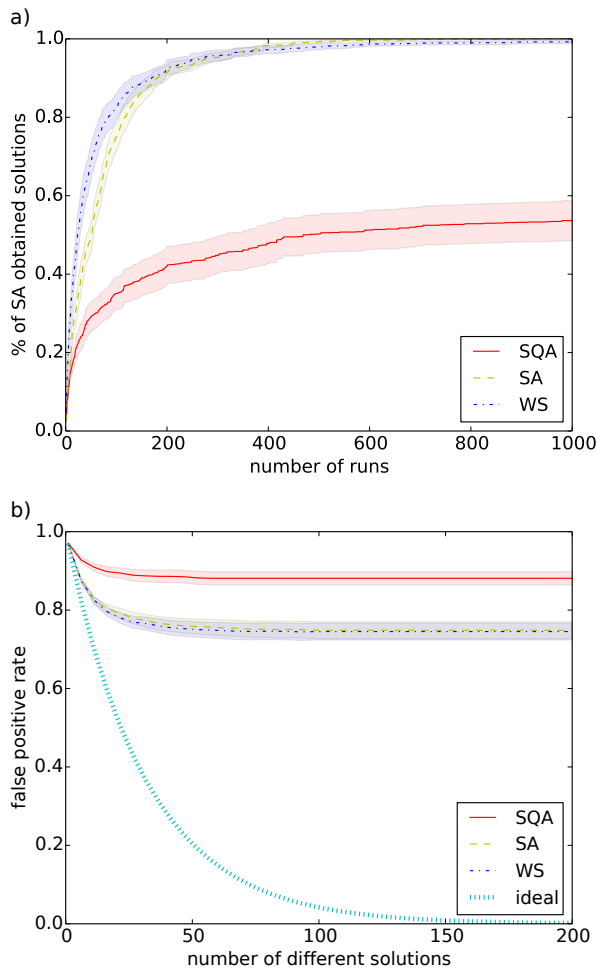 a)
1.0
0.8
0.6
0.4
0.2
0.0
% of SA obtained solutions
SQA
SA
WS
0 200 400 600 800 1000
number of runs
b)
1.0
0.8
0.6
0.4
0.2
0.0
false positive rate
SQA
SA
WS
ideal
0 50 100 150 200
number of different solutions